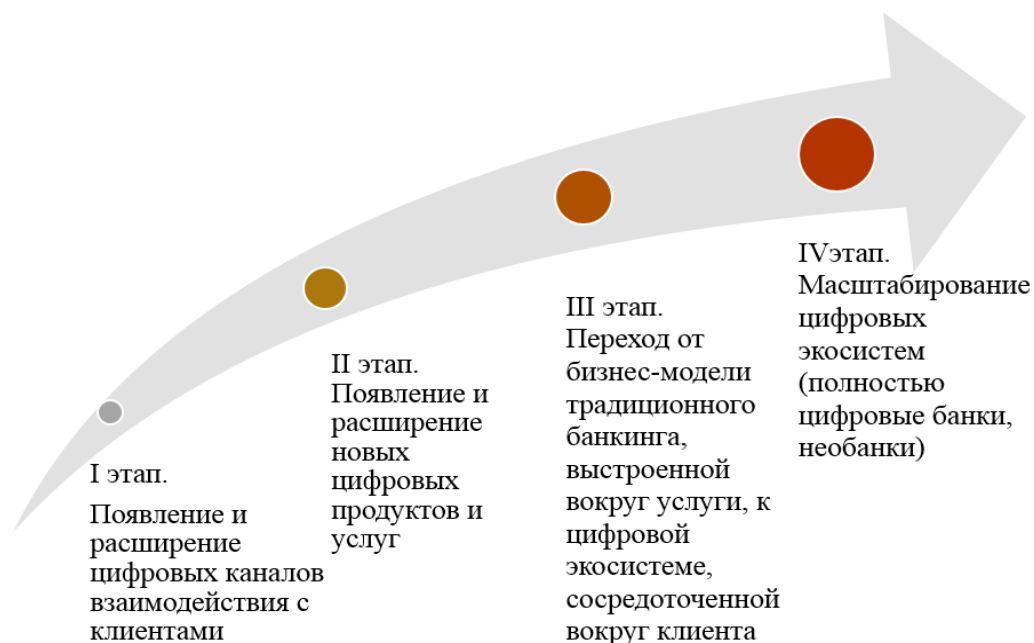 I этап.
Появление и
расширение
цифровых каналов
взаимодействия с
клиентами
II этап.
Появление и
расширение
новых
цифровых
продуктов и
услуг
III этап.
Переход от
бизнес-модели
традиционного
банкинга,
выстроенной
вокруг услуги, к
цифровой
экосистеме,
сосредоточенной
вокруг клиента
IVэтап.
Масштабирование
цифровых
экосистем
(полностью
цифровые банки,
необанки)